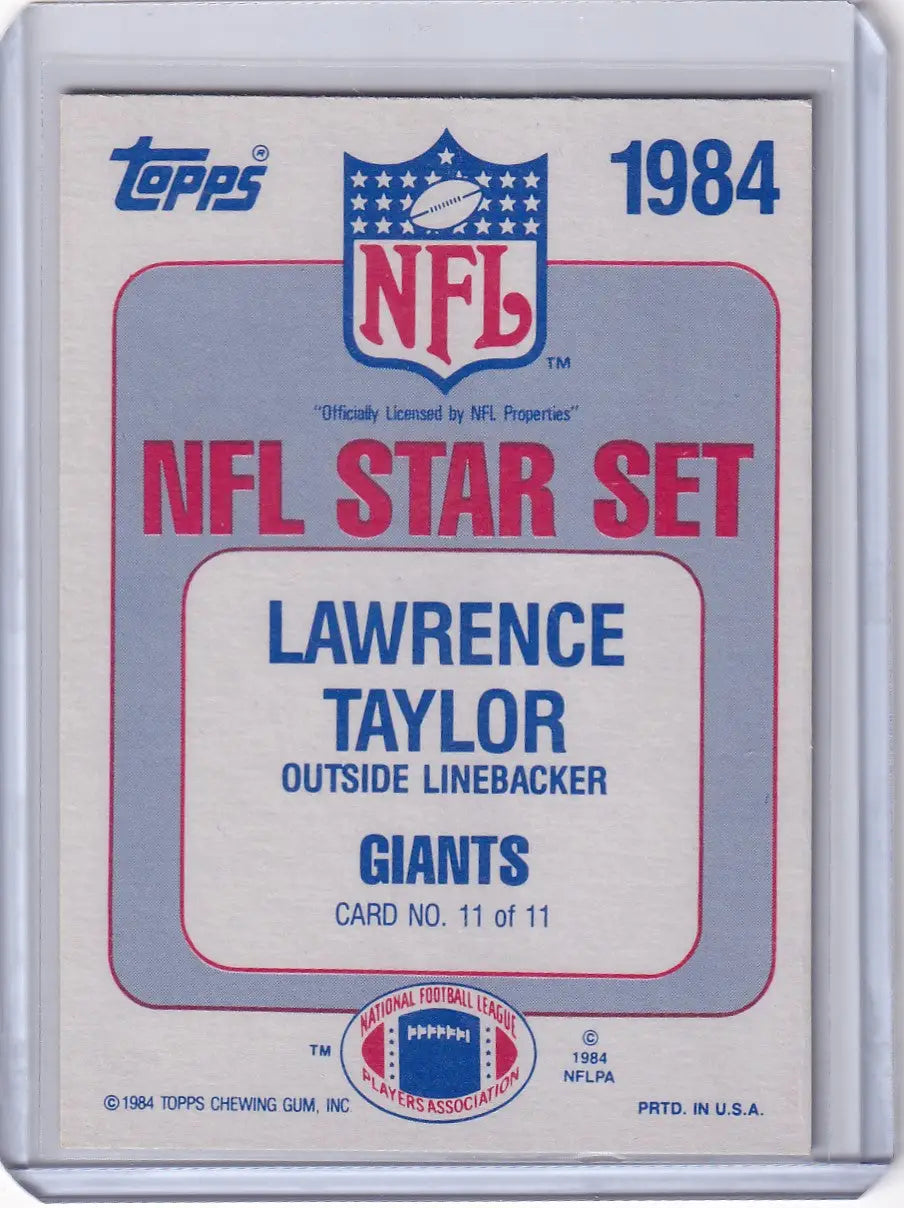 TOPPS®
1984
NFL
TM
"Officially Licensed by NFL Properties"
NFL STAR SET
LAWRENCE
TAYLOR
OUTSIDE LINEBACKER
GIANTS
CARD NO. 11 of 11
NATIONAL FOOTBALL LEAGUE
PLAYERS ASSOCIATION
TM
©
1984
NFLPA
©1984 TOPPS CHEWING GUM, INC
PRTD. IN U.S.A.